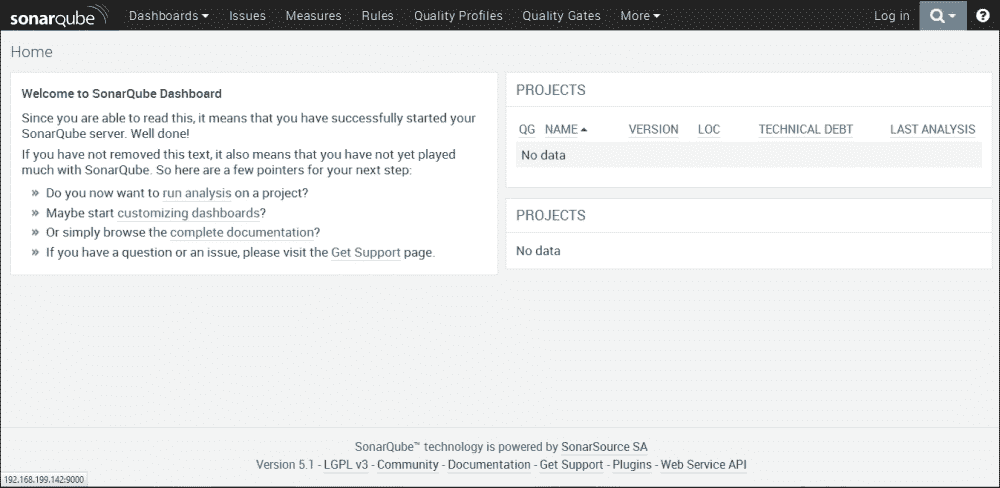 sonarqube Dashboards Issues Measures Rules Quality Profiles Quality Gates More Log in ?
Home
Welcome to SonarQube Dashboard
Since you are able to read this, it means that you have successfully started your
SonarQube server. Well done!
If you have not removed this text, it also means that you have not yet played
much with SonarQube. So here are a few pointers for your next step:
» Do you now want to run analysis on a project?
» Maybe start customizing dashboards?
» Or simply browse the complete documentation?
» If you have a question or an issue, please visit the Get Support page.
PROJECTS
QG NAME VERSION LOC TECHNICAL DEBT LAST ANALYSIS
No data
PROJECTS
No data
SonarQube™ technology is powered by SonarSource SA
Version 5.1 - LGPL v3 - Community - Documentation - Get Support - Plugins - Web Service API
192.168.199.142:9000